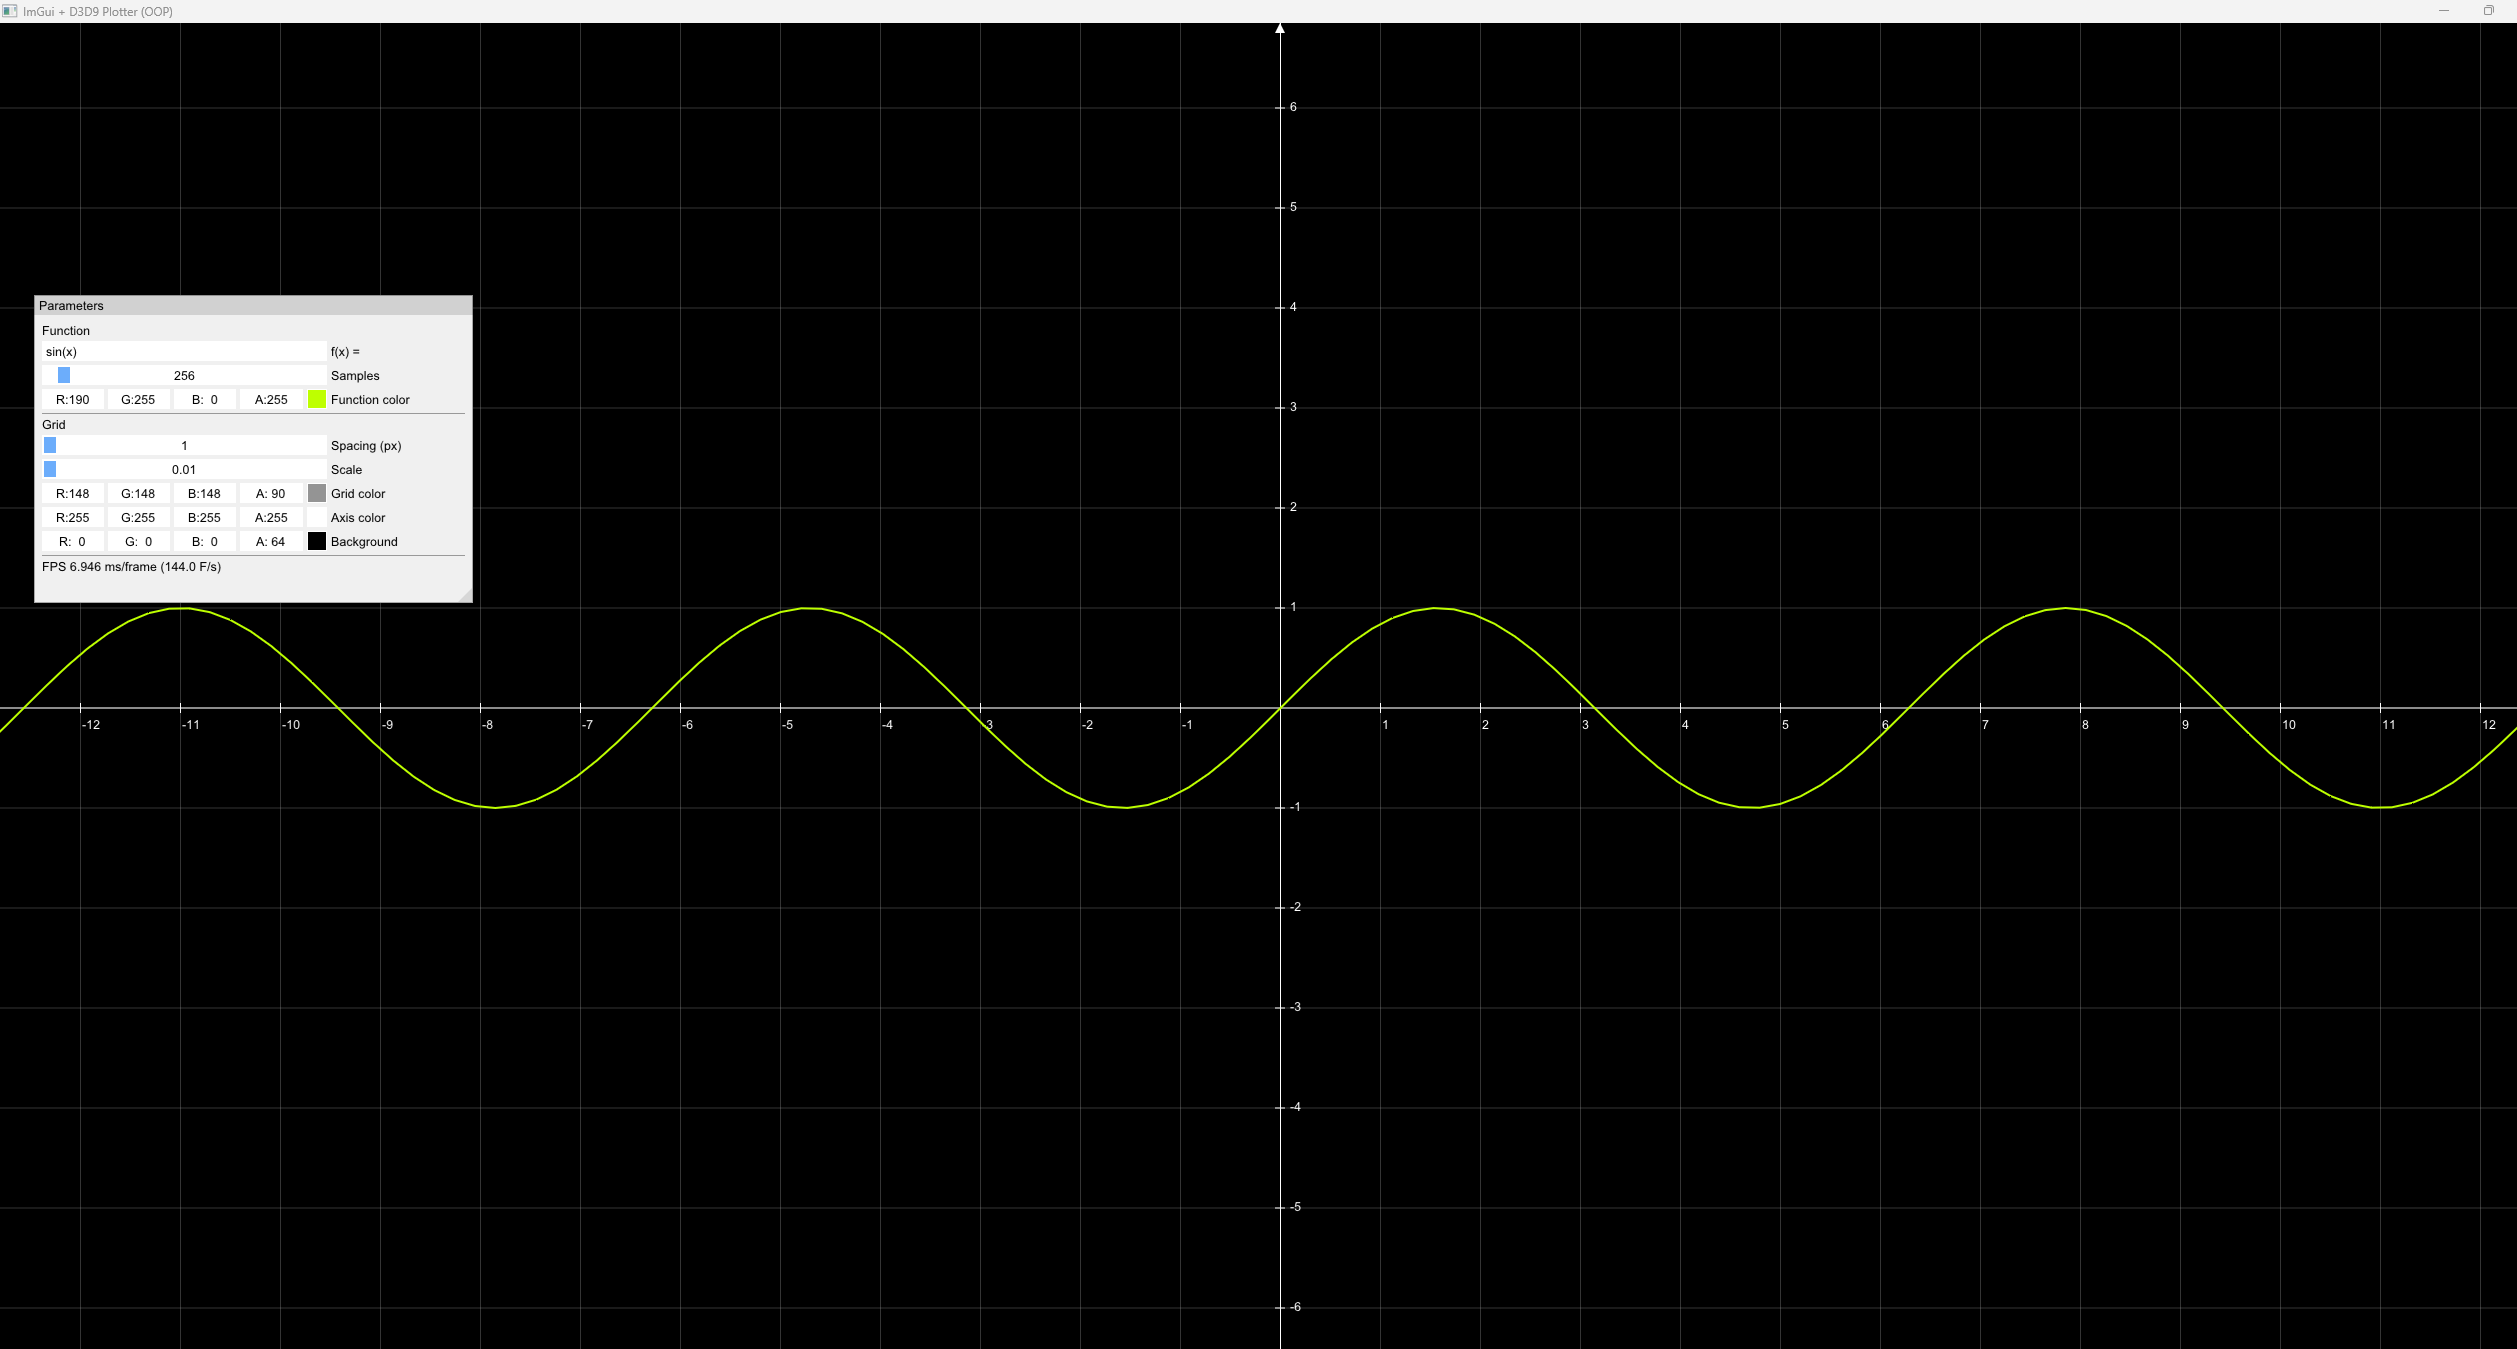 ImGui + D3D9 Plotter (OOP)
6
5
4
Parameters
Function
sin(x) f(x) =
256 Samples
R:190 G:255 B: 0 A:255 Function color
3
Grid
1 Spacing (px)
0.01 Scale
R:148 G:148 B:148 A: 90 Grid color
2
R:255 G:255 B:255 A:255 Axis color
R: 0 G: 0 B: 0 A: 64 Background
FPS 6.946 ms/frame (144.0 F/s)
1
-12 -11 -10 -9 -8 -7 -6 -5 -4 -3 -2 -1 1 2 3 4 5 6 7 8 9 10 11 12
-1
-2
-3
-4
-5
-6